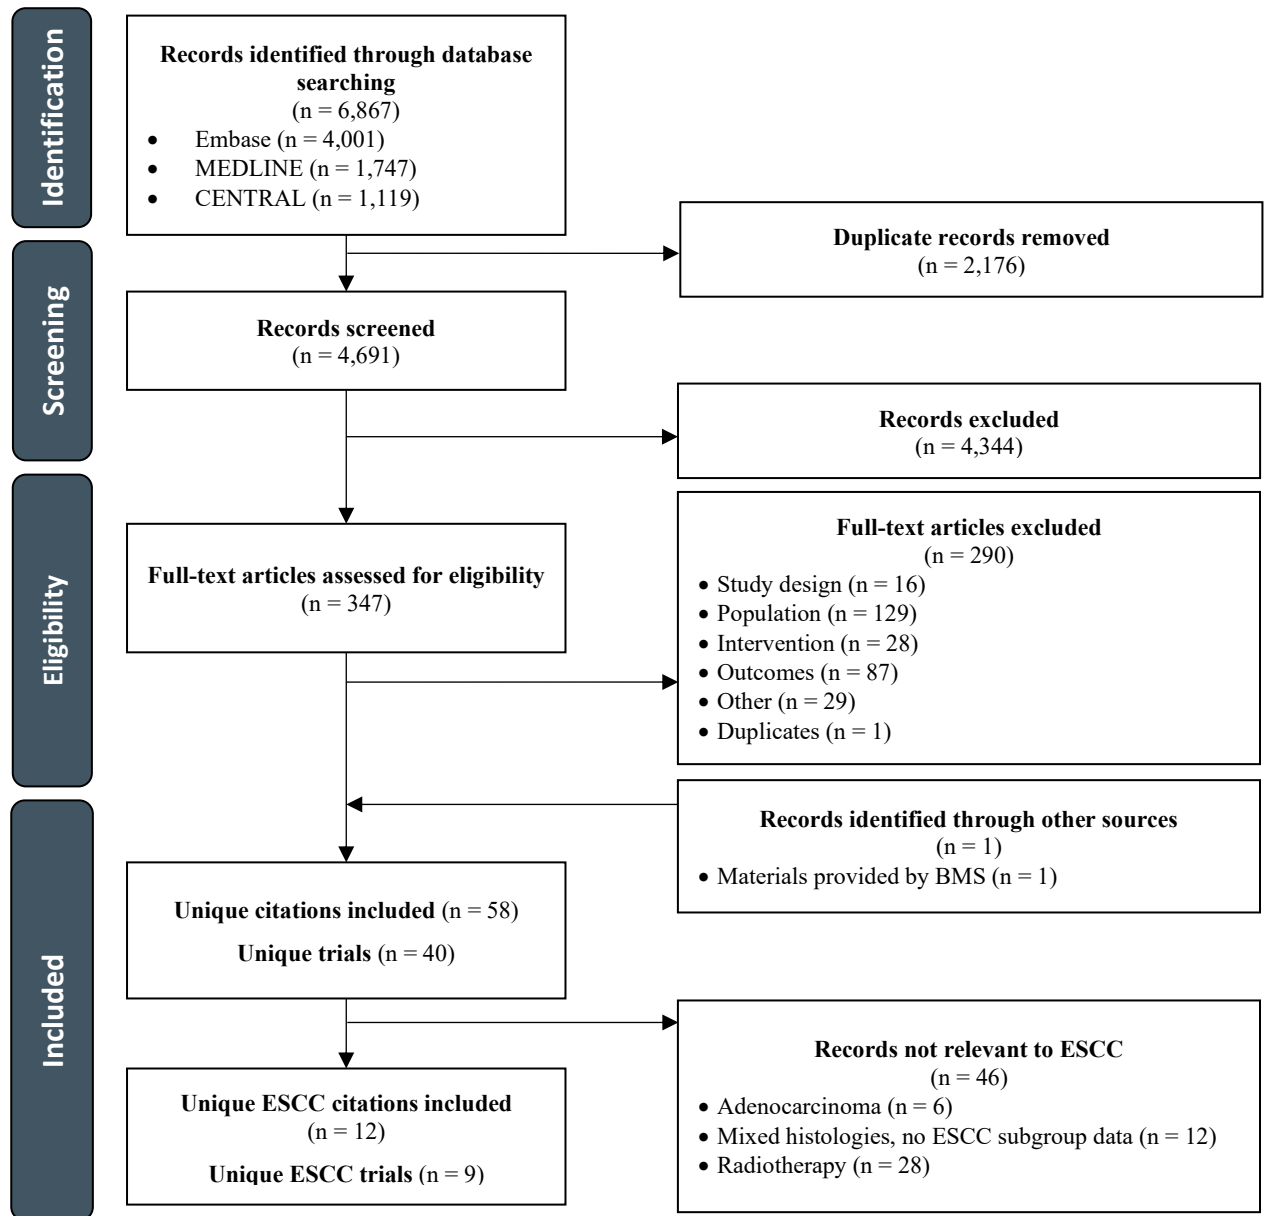 Identification
Records identified through database
searching
(n = 6,867)
• Embase (n = 4,001)
• MEDLINE (n = 1,747)
• CENTRAL (n = 1,119)
Duplicate records removed
(n = 2,176)
Screening
Records screened
(n = 4,691)
Records excluded
(n = 4,344)
Eligibility
Full-text articles assessed for eligibility
(n = 347)
Full-text articles excluded
(n = 290)
• Study design (n = 16)
• Population (n = 129)
• Intervention (n = 28)
• Outcomes (n = 87)
• Other (n = 29)
• Duplicates (n = 1)
Included
Records identified through other sources
(n = 1)
• Materials provided by BMS (n = 1)
Unique citations included (n = 58)
Unique trials (n = 40)
Records not relevant to ESCC
(n = 46)
• Adenocarcinoma (n = 6)
• Mixed histologies, no ESCC subgroup data (n = 12)
• Radiotherapy (n = 28)
Unique ESCC citations included
(n = 12)
Unique ESCC trials (n = 9)